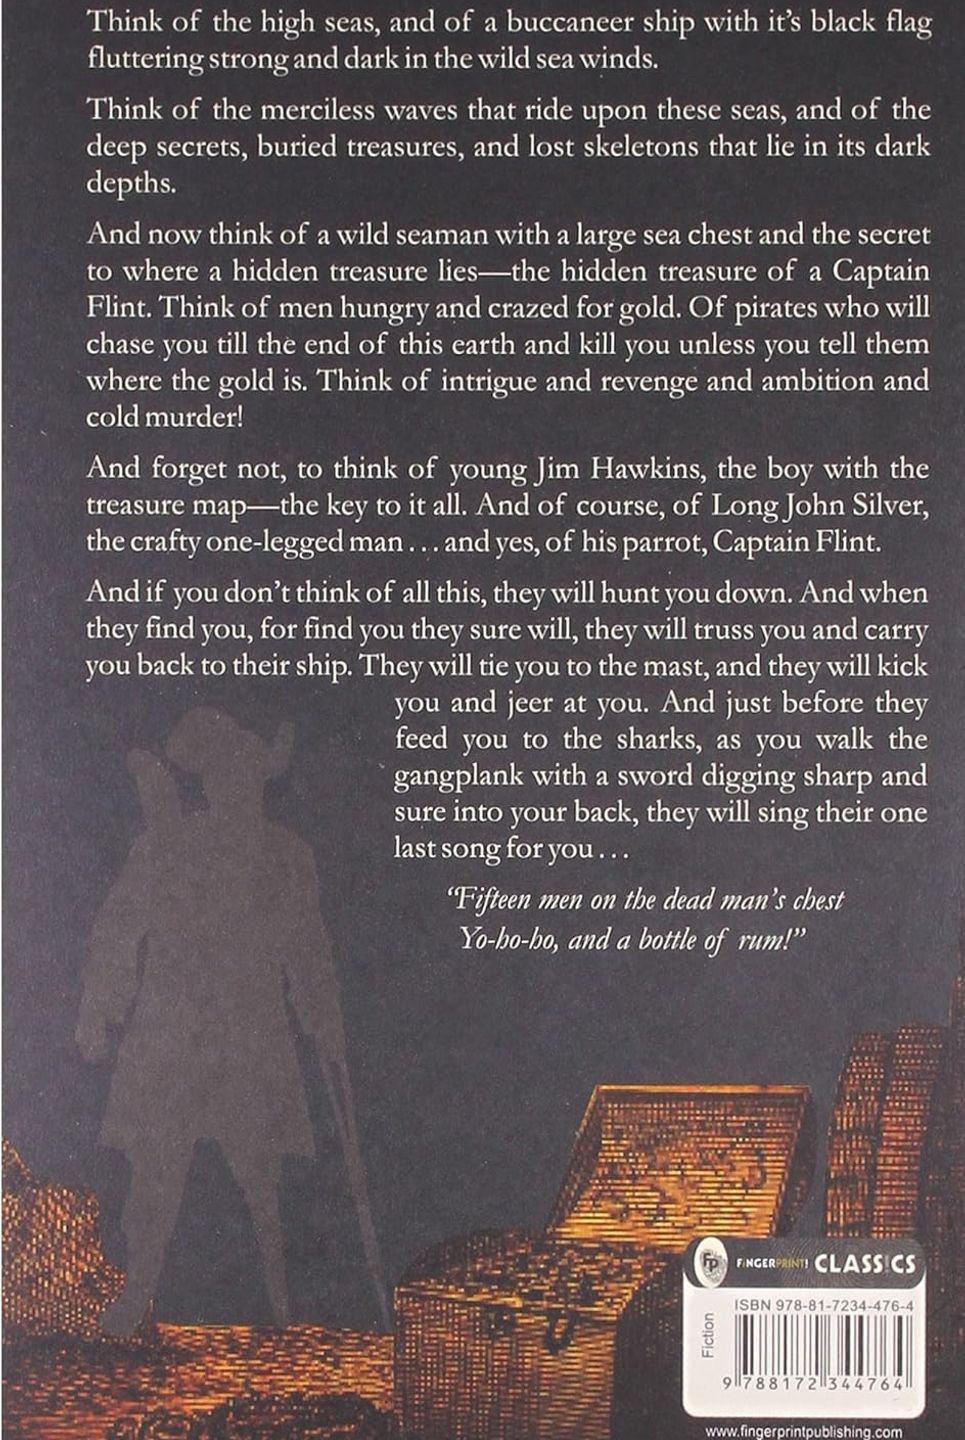 Think of the high seas, and of a buccaneer ship with it's black flag
fluttering strong and dark in the wild sea winds.
Think of the merciless waves that ride upon these seas, and of the
deep secrets, buried treasures, and lost skeletons that lie in its dark
depths.
And now think of a wild seaman with a large sea chest and the secret
to where a hidden treasure lies—the hidden treasure of a Captain
Flint. Think of men hungry and crazed for gold. Of pirates who will
chase you till the end of this earth and kill you unless you tell them
where the gold is. Think of intrigue and revenge and ambition and
cold murder!
And forget not, to think of young Jim Hawkins, the boy with the
treasure map—the key to it all. And of course, of Long John Silver,
the crafty one-legged man . . . and yes, of his parrot, Captain Flint.
And if you don't think of all this, they will hunt you down. And when
they find you, for find you they sure will, they will truss you and carry
you back to their ship. They will tie you to the mast, and they will kick
you and jeer at you. And just before they
feed you to the sharks, as you walk the
gangplank with a sword digging sharp and
sure into your back, they will sing their one
last song for you . . .
"Fifteen men on the dead man's chest
Yo-ho-ho, and a bottle of rum!"
FP FiNGERPRINT! CLASSiCS
ISBN 978-81-7234-476-4
Fiction
9 788172 344764
www.fingerprintpublishing.com